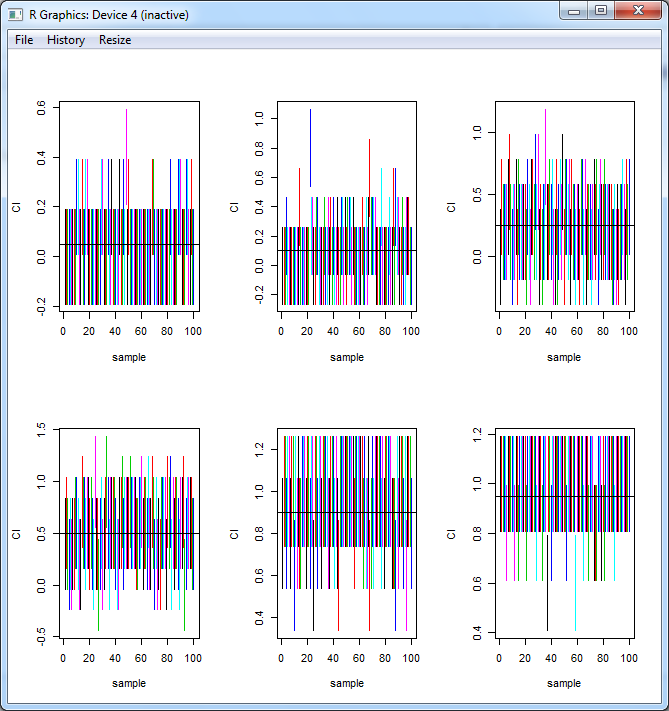 R Graphics: Device 4 (inactive)
File History Resize
CI
-0.2 0.0 0.2 0.4 0.6
0 20 40 60 80 100
sample
CI
-0.2 0.0 0.2 0.4 0.6 0.8 1.0
0 20 40 60 80 100
sample
CI
0.0 0.5 1.0
0 20 40 60 80 100
sample
CI
-0.5 0.0 0.5 1.0 1.5
0 20 40 60 80 100
sample
CI
0.4 0.6 0.8 1.0 1.2
0 20 40 60 80 100
sample
CI
0.4 0.6 0.8 1.0 1.2
0 20 40 60 80 100
sample